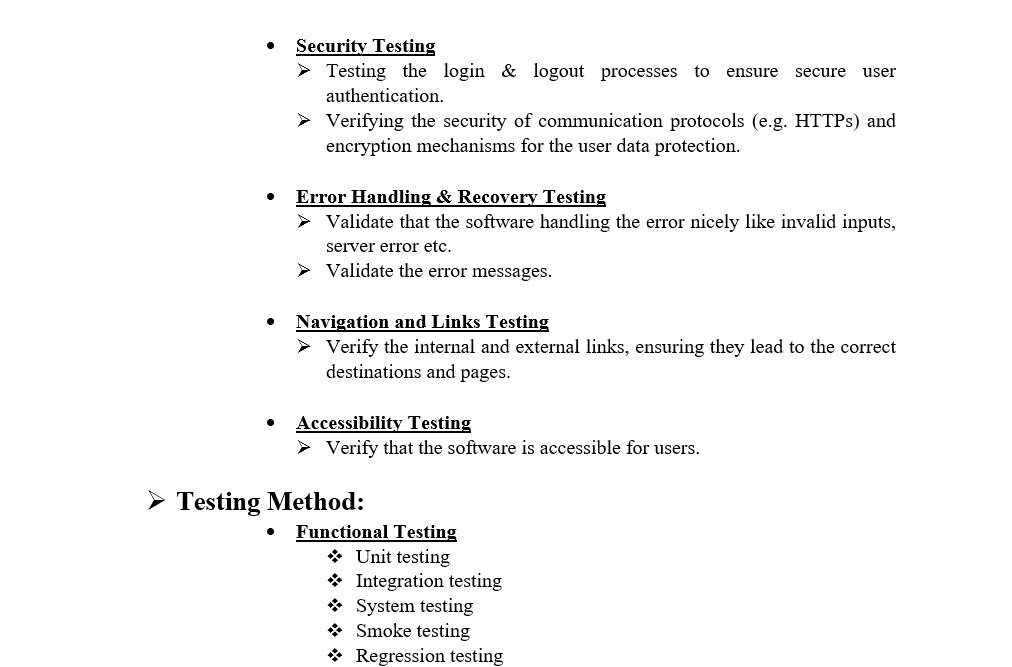 • Security Testing
➢ Testing the login & logout processes to ensure secure user
authentication.
➢ Verifying the security of communication protocols (e.g. HTTPs) and
encryption mechanisms for the user data protection.
• Error Handling & Recovery Testing
➢ Validate that the software handling the error nicely like invalid inputs,
server error etc.
➢ Validate the error messages.
• Navigation and Links Testing
➢ Verify the internal and external links, ensuring they lead to the correct
destinations and pages.
• Accessibility Testing
➢ Verify that the software is accessible for users.
➢ Testing Method:
• Functional Testing
❖ Unit testing
❖ Integration testing
❖ System testing
❖ Smoke testing
❖ Regression testing